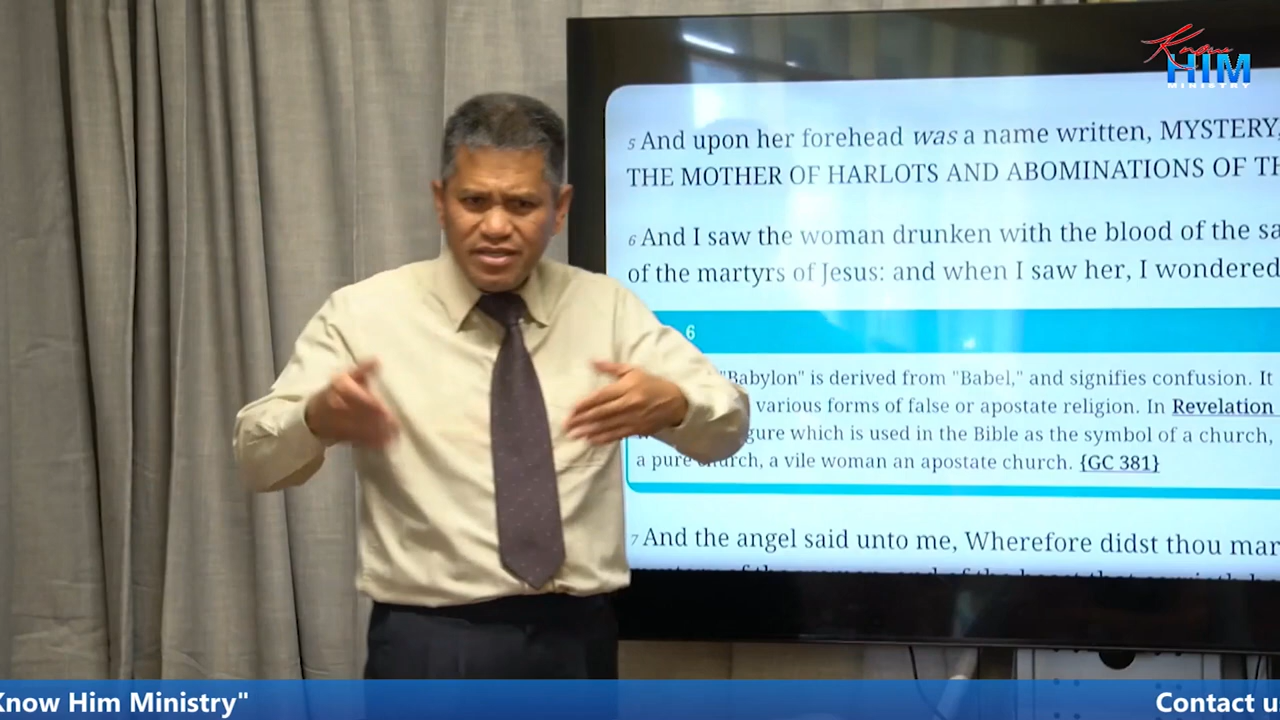 Know
HIM
MINISTRY
5 And upon her forehead was a name written, MYSTERY,
THE MOTHER OF HARLOTS AND ABOMINATIONS OF TH
6 And I saw the woman drunken with the blood of the sa
of the martyrs of Jesus: and when I saw her, I wondered
6
"Babylon" is derived from "Babel," and signifies confusion. It
various forms of false or apostate religion. In Revelation
gure which is used in the Bible as the symbol of a church,
a pure church, a vile woman an apostate church. {GC 381}
7 And the angel said unto me, Wherefore didst thou mar
Know Him Ministry"
Contact u